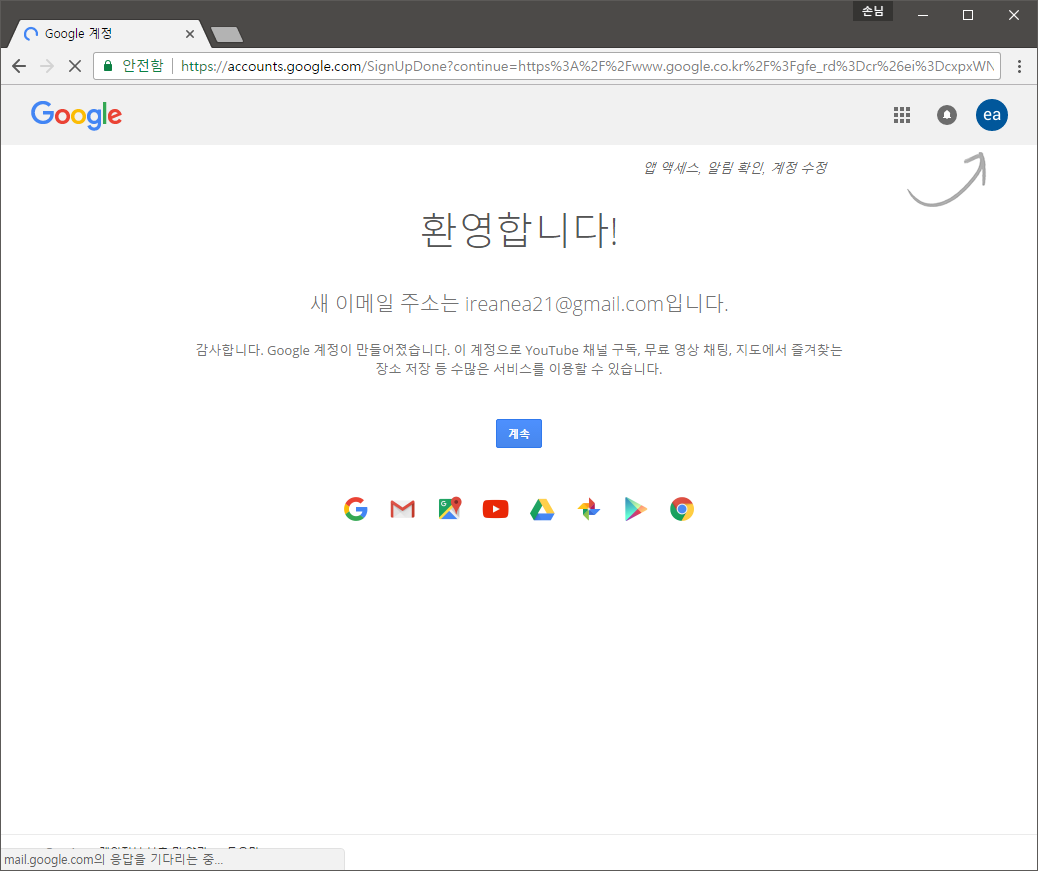 손님
Google 계정
안전함 https://accounts.google.com/SignUpDone?continue=https%3A%2F%2Fwww.google.co.kr%2F%3Fgfe_rd%3Dcr%26ei%3DcxpxWN
Google
ea
앱 액세스, 알림 확인, 계정 수정
환영합니다!
새 이메일 주소는 ireanea21@gmail.com입니다.
감사합니다. Google 계정이 만들어졌습니다. 이 계정으로 YouTube 채널 구독, 무료 영상 채팅, 지도에서 즐겨찾는
장소 저장 등 수많은 서비스를 이용할 수 있습니다.
계속
mail.google.com의 응답을 기다리는 중...